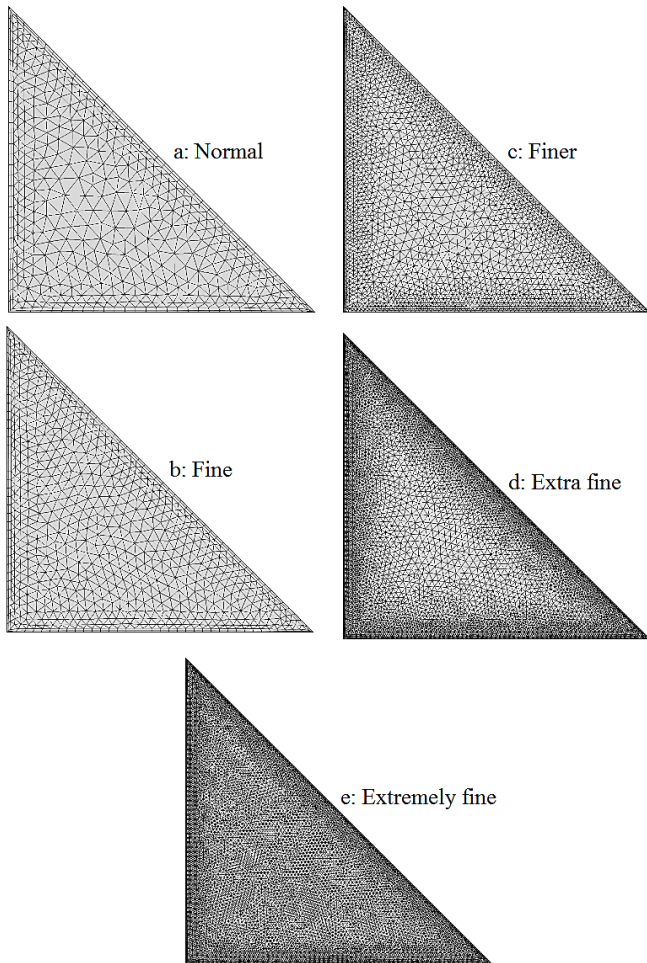 a: Normal
b: Fine
c: Finer
d: Extra fine
e: Extremely fine